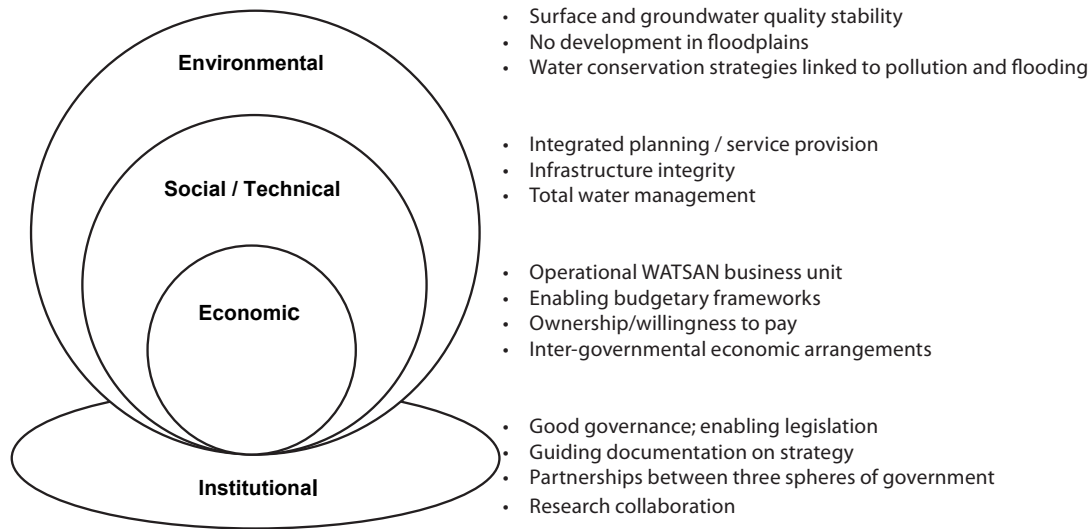 Environmental
• Surface and groundwater quality stability
• No development in floodplains
• Water conservation strategies linked to pollution and flooding
Social / Technical
• Integrated planning / service provision
• Infrastructure integrity
• Total water management
Economic
• Operational WATSAN business unit
• Enabling budgetary frameworks
• Ownership/willingness to pay
• Inter-governmental economic arrangements
Institutional
• Good governance; enabling legislation
• Guiding documentation on strategy
• Partnerships between three spheres of government
• Research collaboration